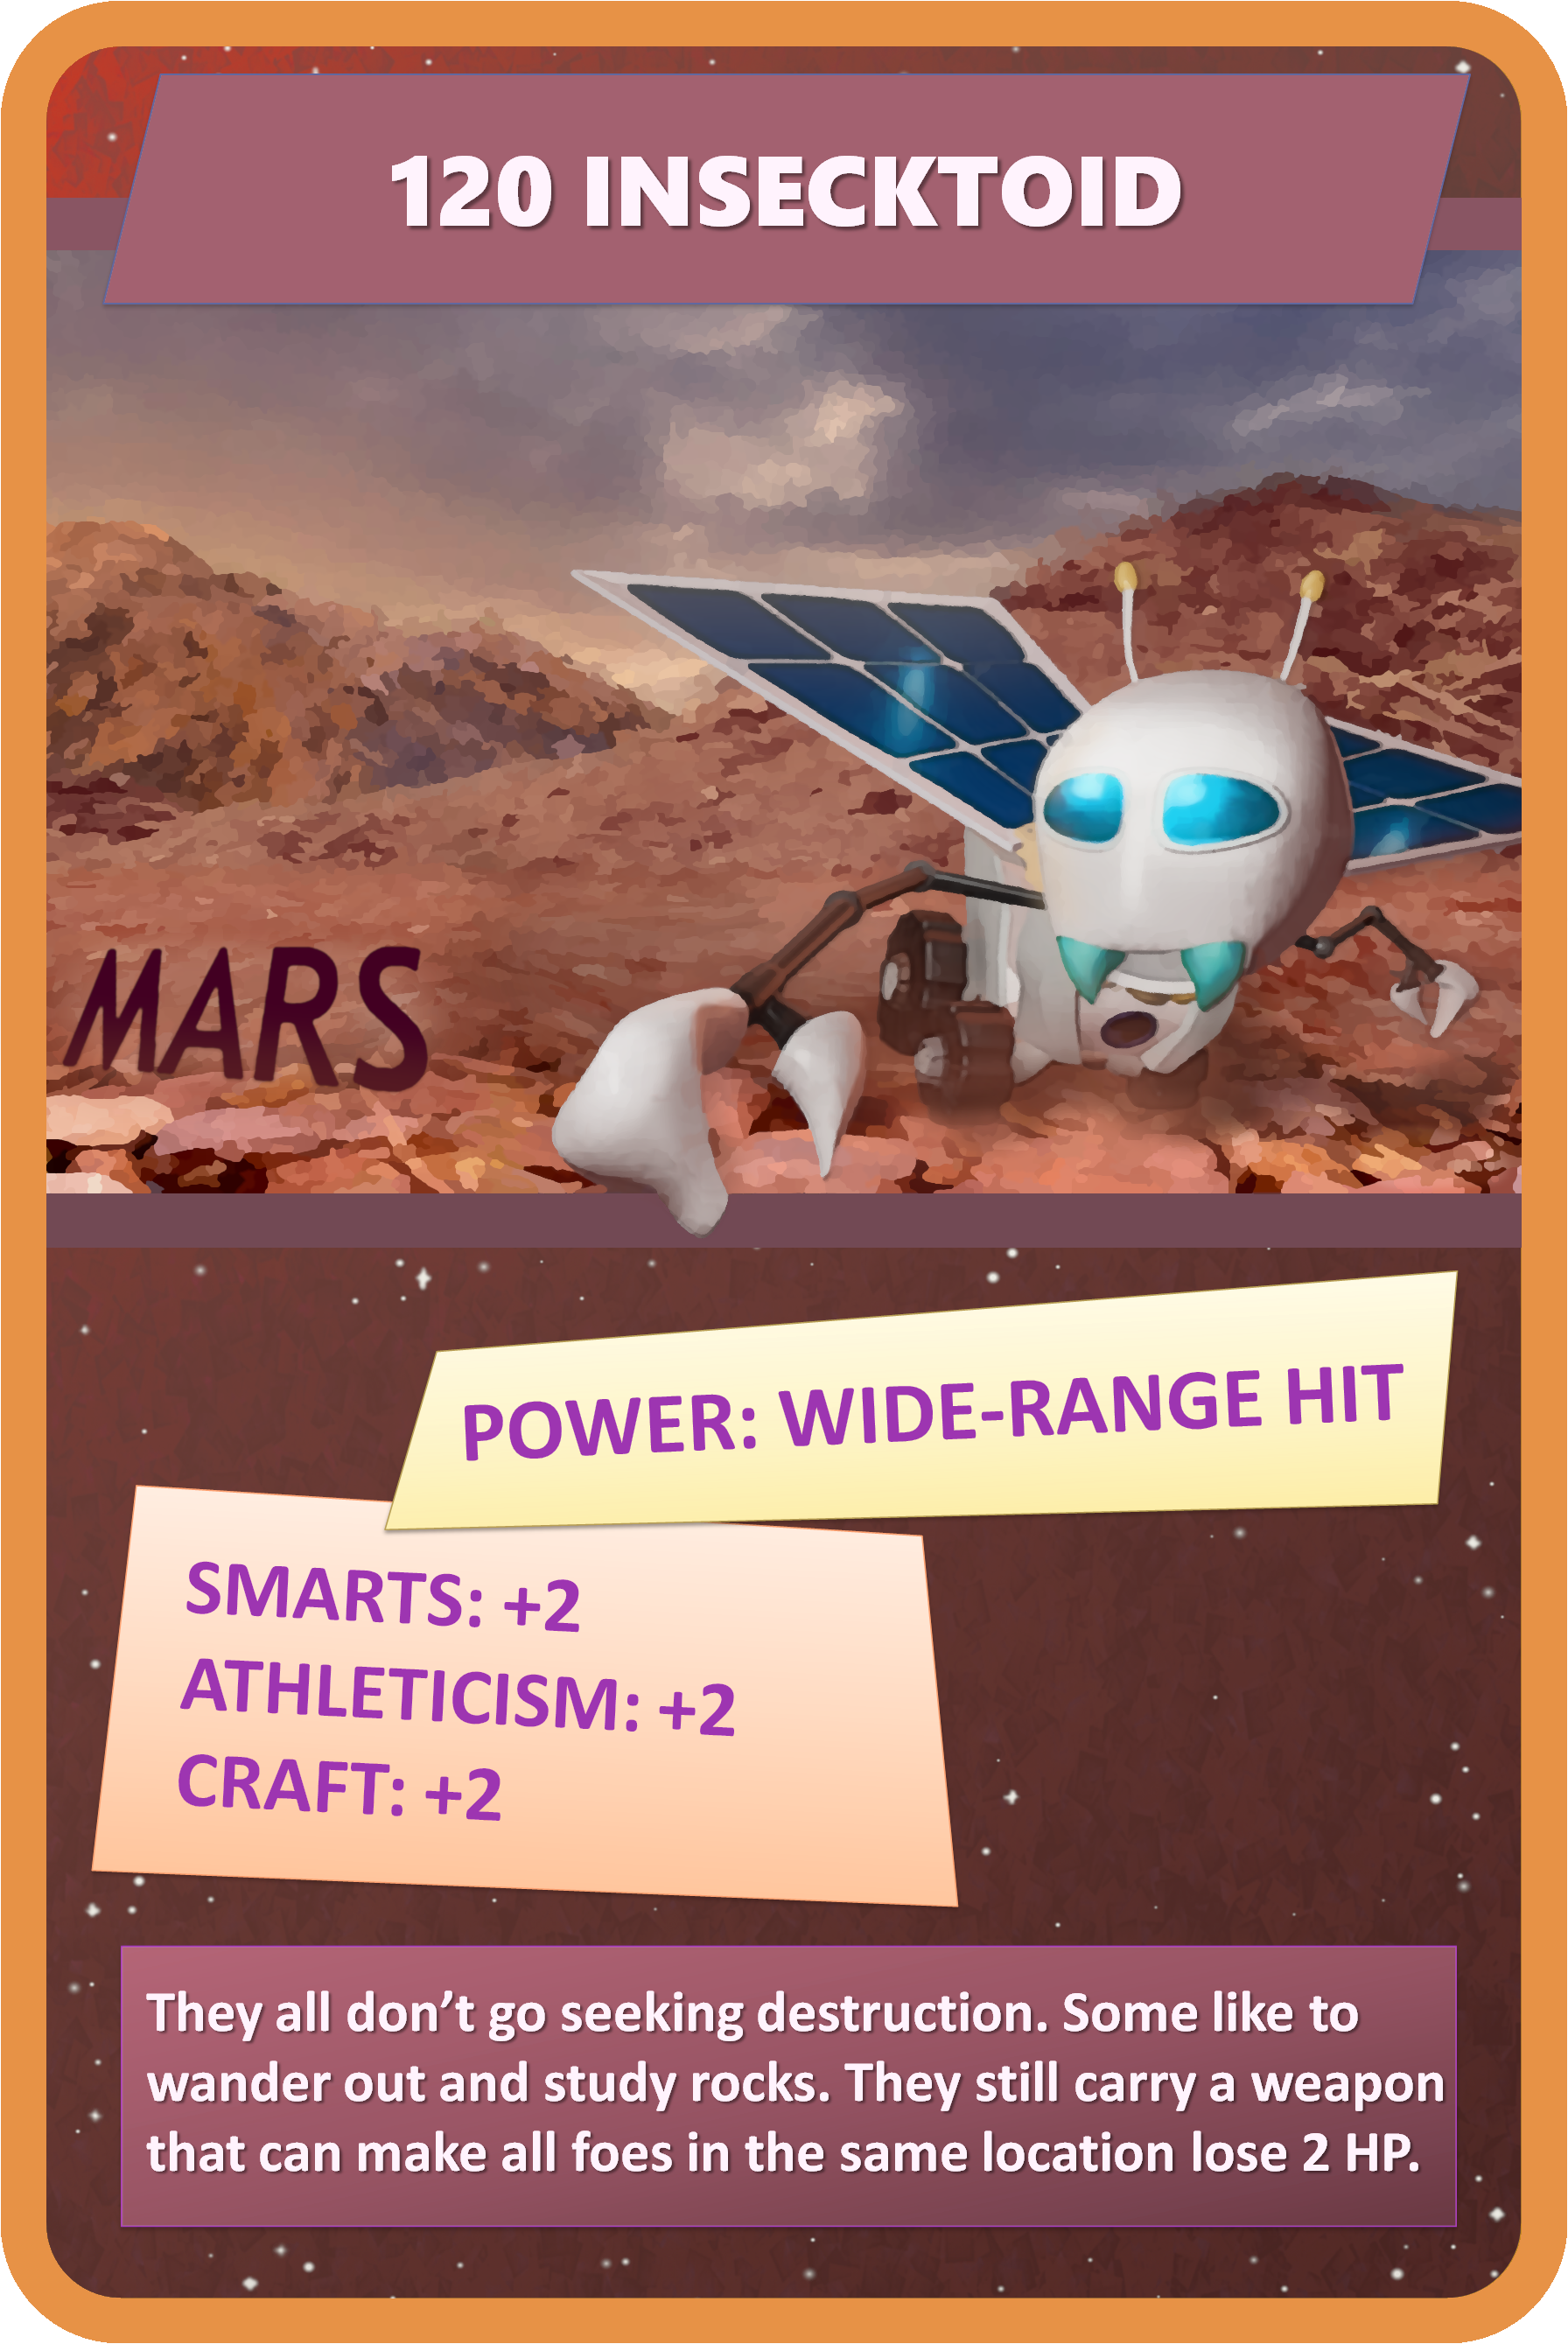 120 INSECKTOID
MARS
POWER: WIDE-RANGE HIT
SMARTS: +2
ATHLETICISM: +2
CRAFT: +2
They all don’t go seeking destruction. Some like to
wander out and study rocks. They still carry a weapon
that can make all foes in the same location lose 2 HP.